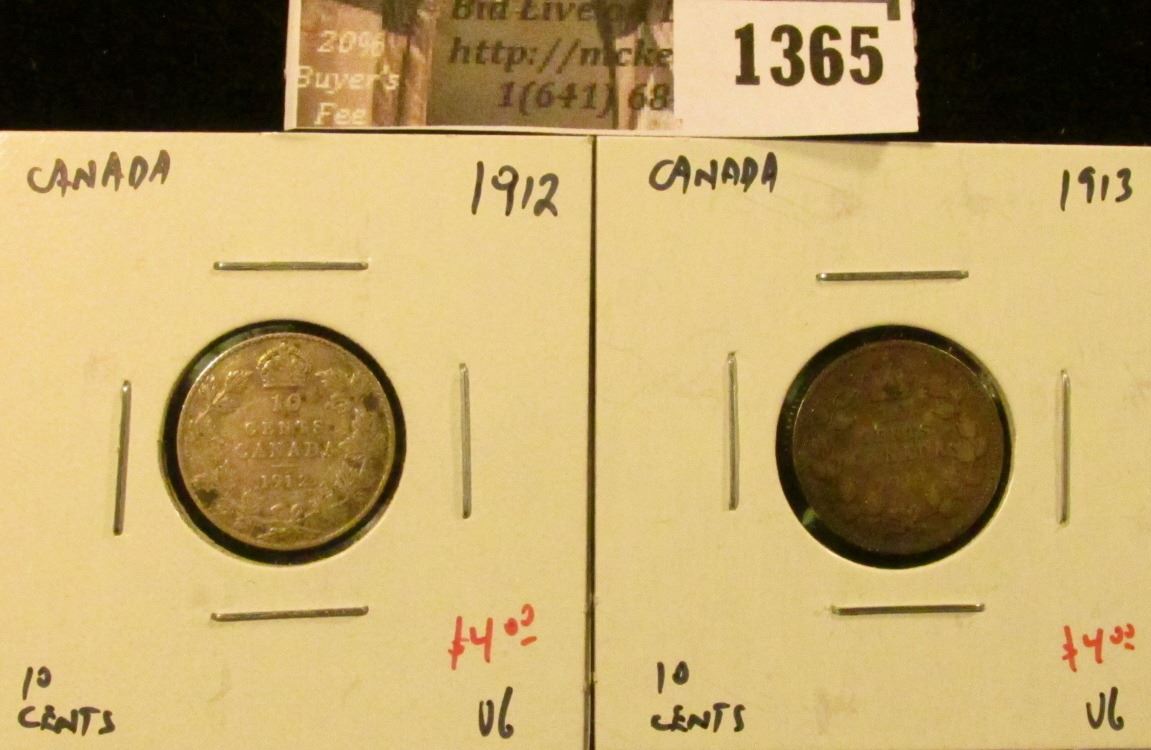 Bid Live
20%
Buyer's
Fee
http://
1(641) 68
1365
CANADA 1912
10
CENTS
CANADA
1912
$4.00
10
CENTS VG
CANADA 1913
CENTS
$4.00
10
CENTS VG